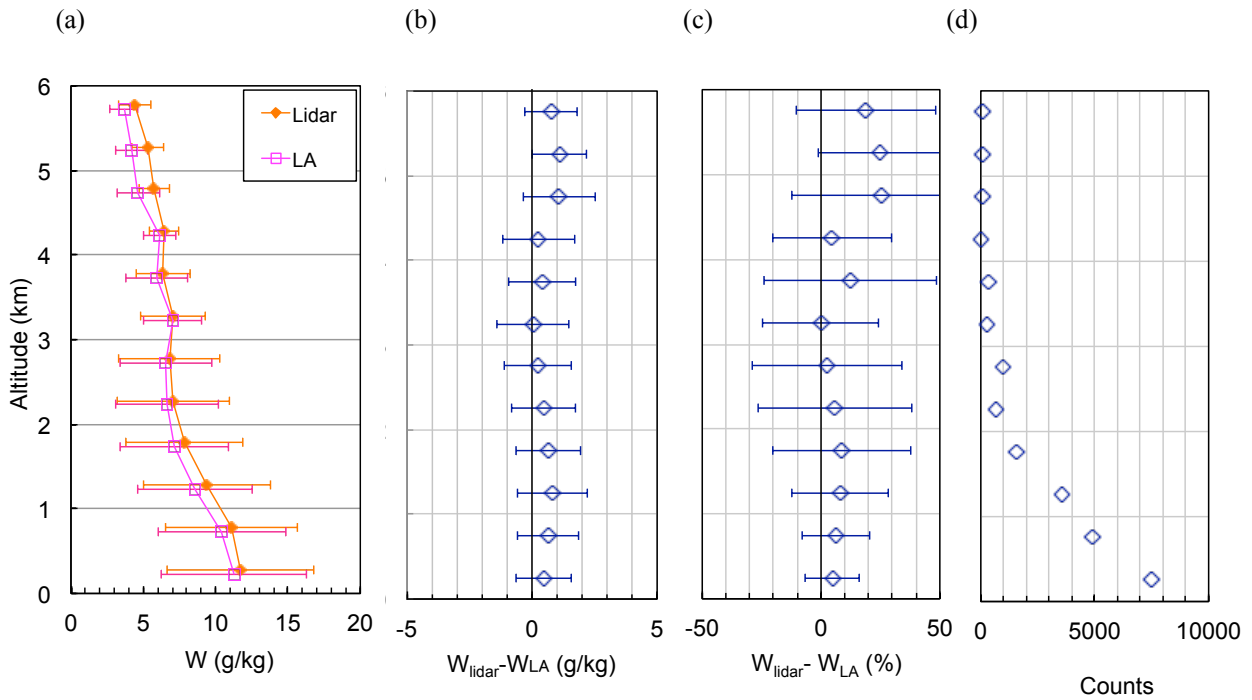 (a) (b) (c) (d)
6
5
4
3
2
1
0
Altitude (km)
Lidar
LA
0 5 10 15 20
W (g/kg)
-5 0 5
Wlidar-WLA (g/kg)
-50 0 50
Wlidar- WLA (%)
0 5000 10000
Counts